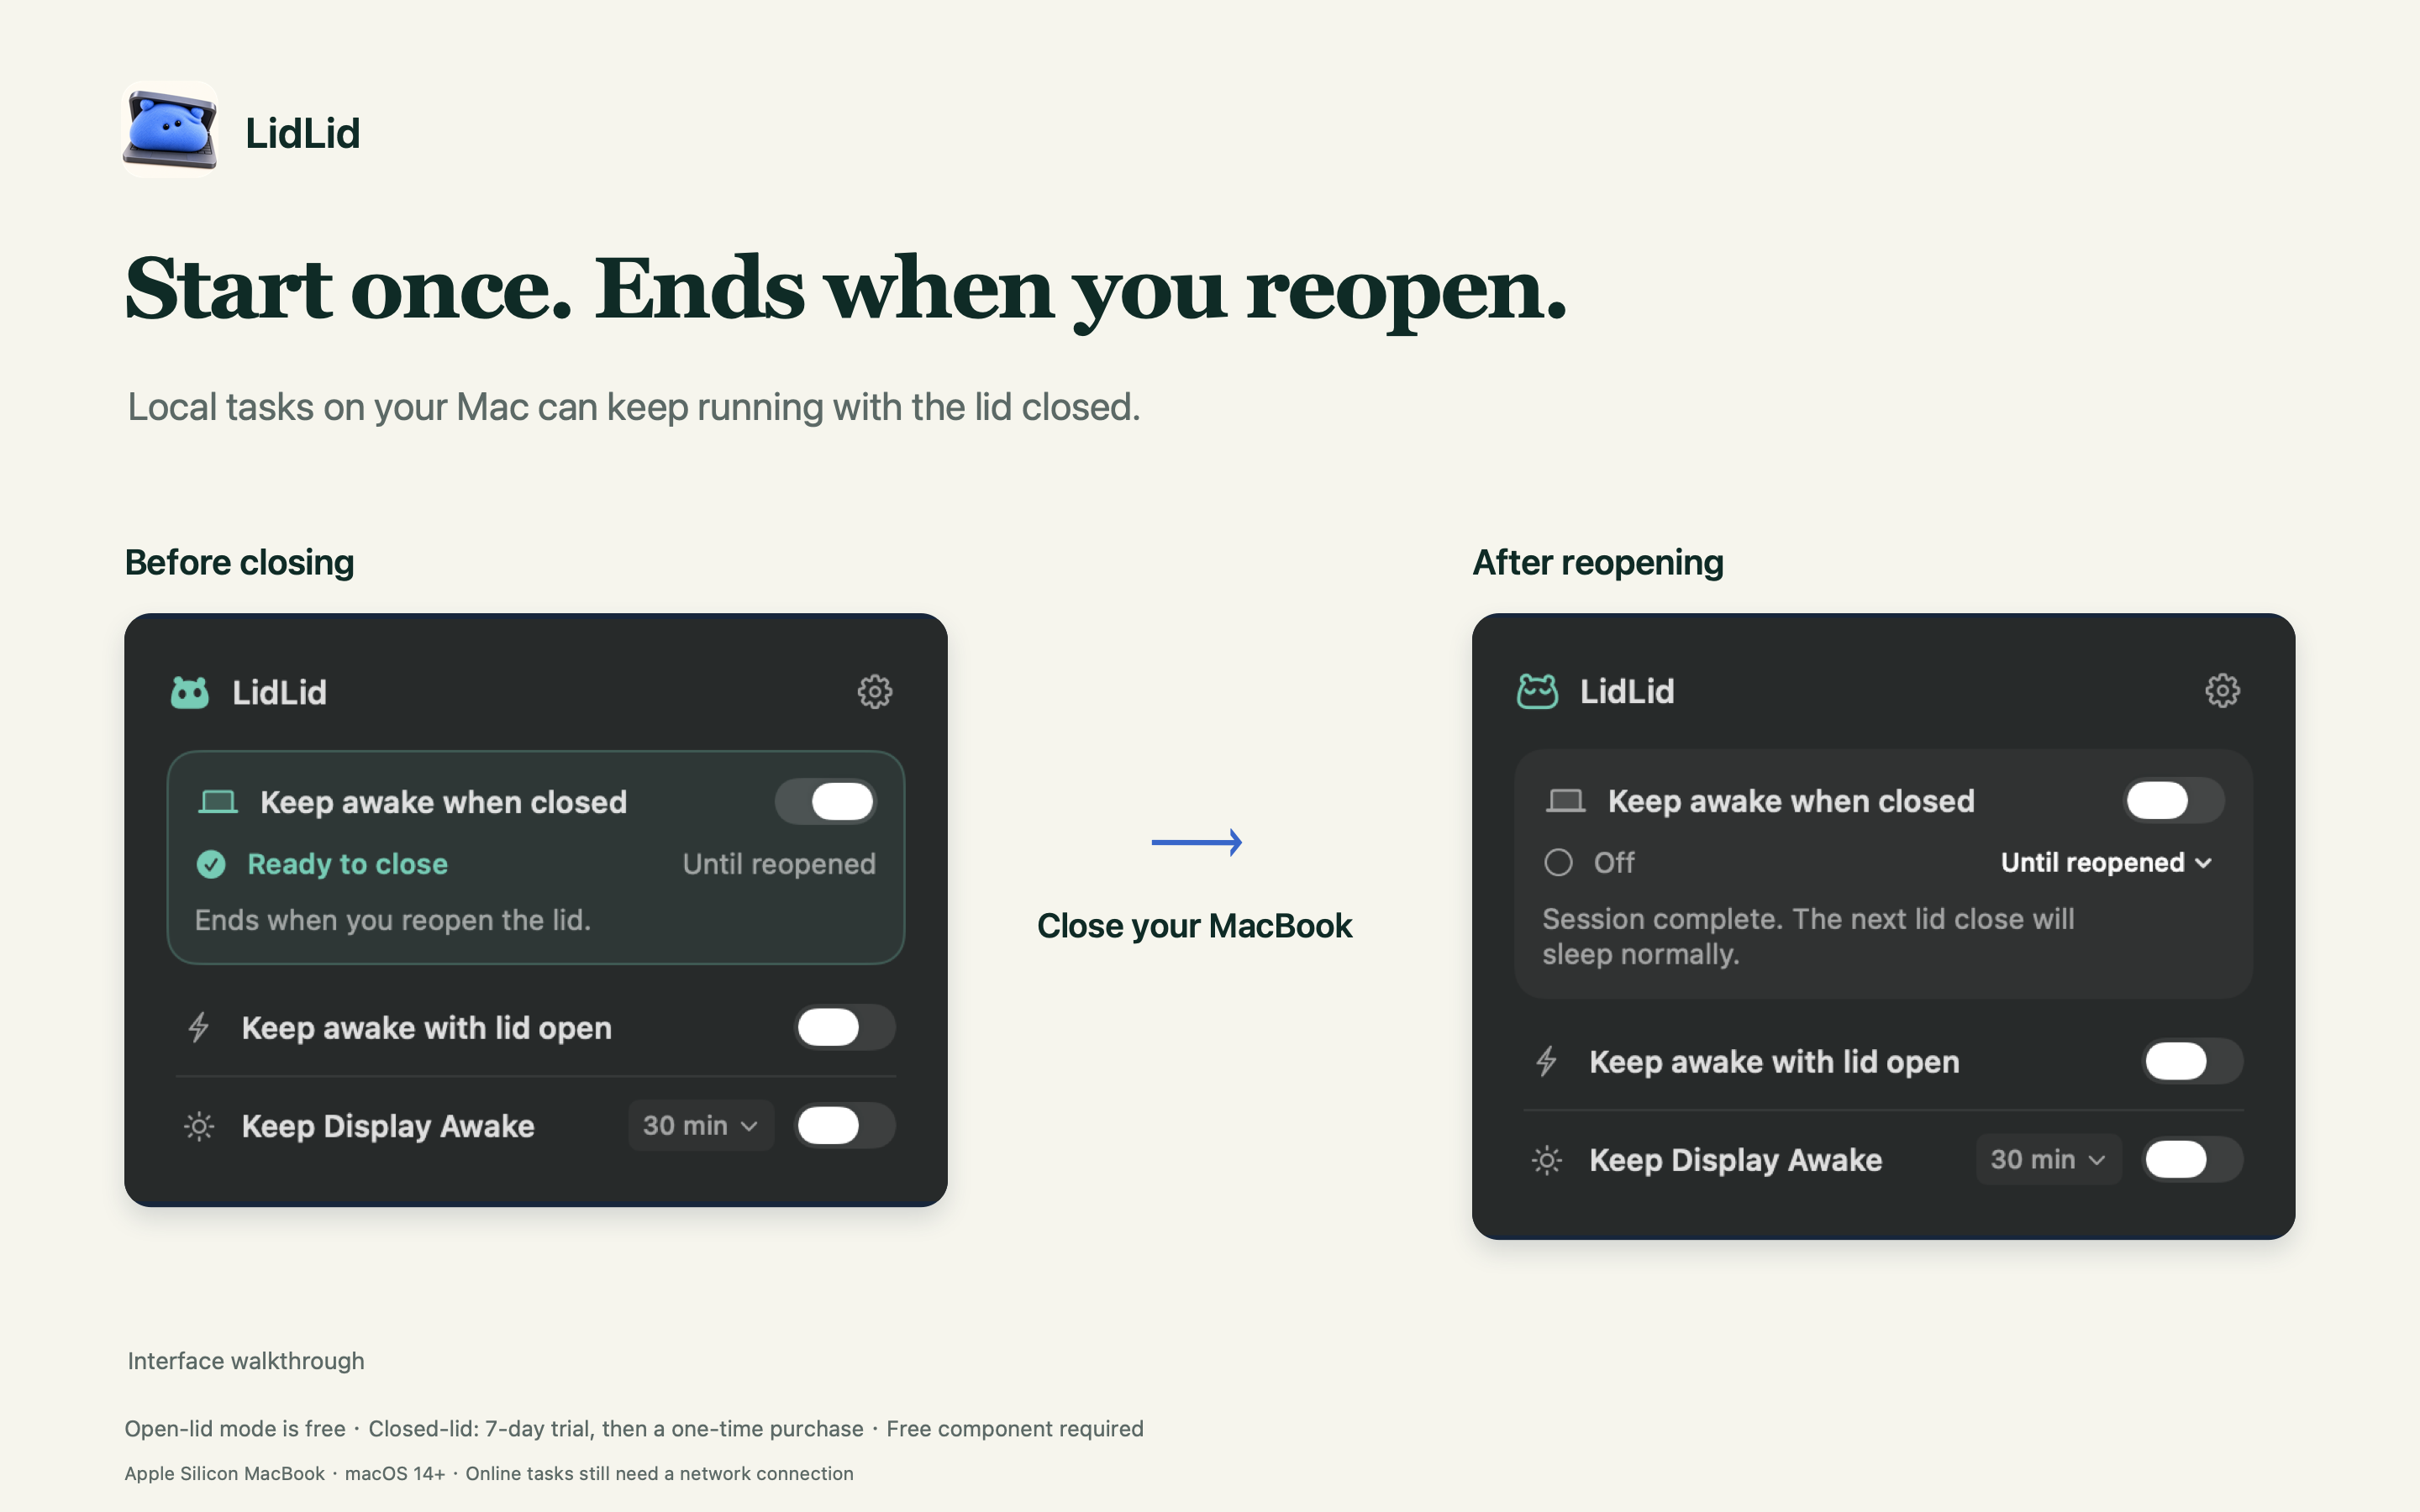 LidLid
Start once. Ends when you reopen.
Local tasks on your Mac can keep running with the lid closed.
Before closing
LidLid
Keep awake when closed
Ready to close
Until reopened
Ends when you reopen the lid.
Keep awake with lid open
Keep Display Awake
30 min
Close your MacBook
After reopening
LidLid
Keep awake when closed
Off
Until reopened
Session complete. The next lid close will
sleep normally.
Keep awake with lid open
Keep Display Awake
30 min
Interface walkthrough
Open-lid mode is free · Closed-lid: 7-day trial, then a one-time purchase · Free component required
Apple Silicon MacBook · macOS 14+ · Online tasks still need a network connection